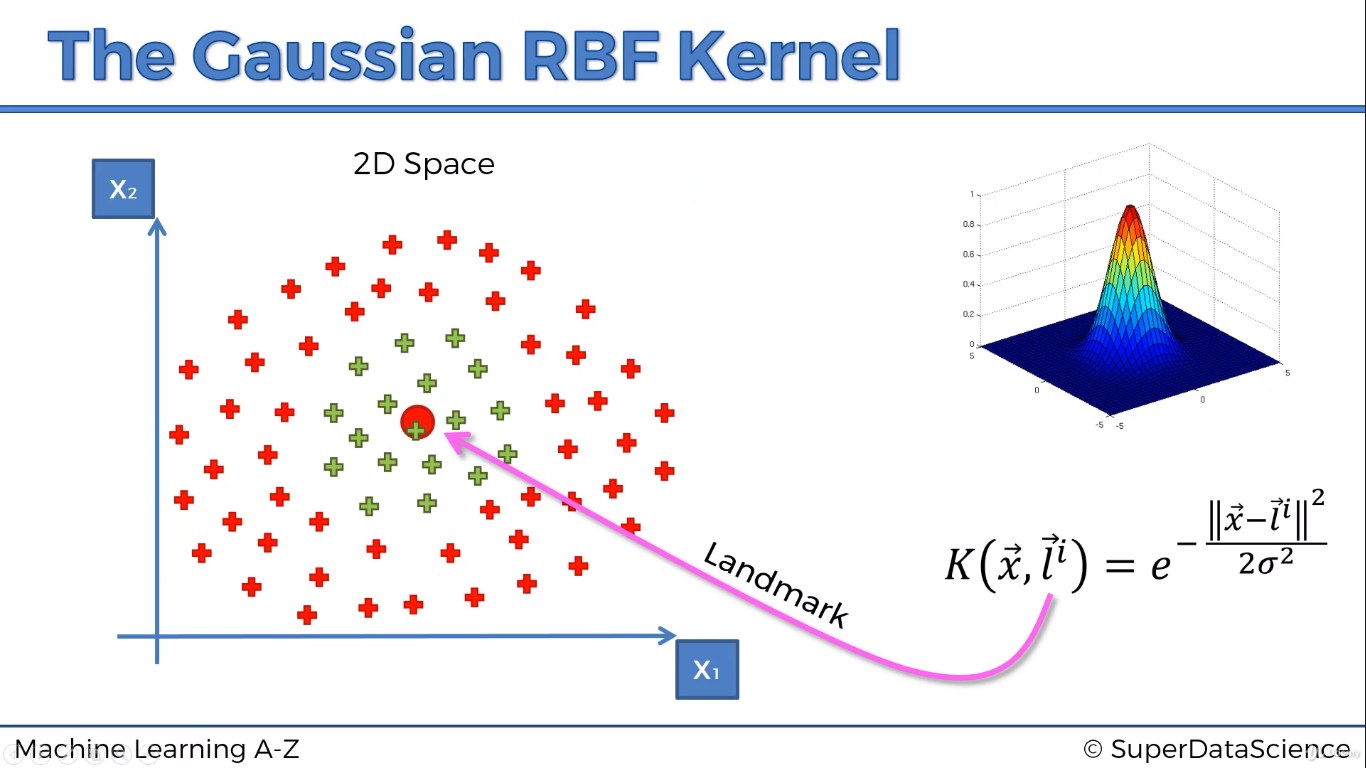 The Gaussian RBF Kernel
2D Space
X₂
X₁
1
0.8
0.6
0.4
0.2
0
5
0
-5
-5
0
5
Landmark
K(x⃗, l⃗ⁱ) = e^(−‖x⃗−l⃗ⁱ‖²/2σ²)
Machine Learning A-Z
© SuperDataScience